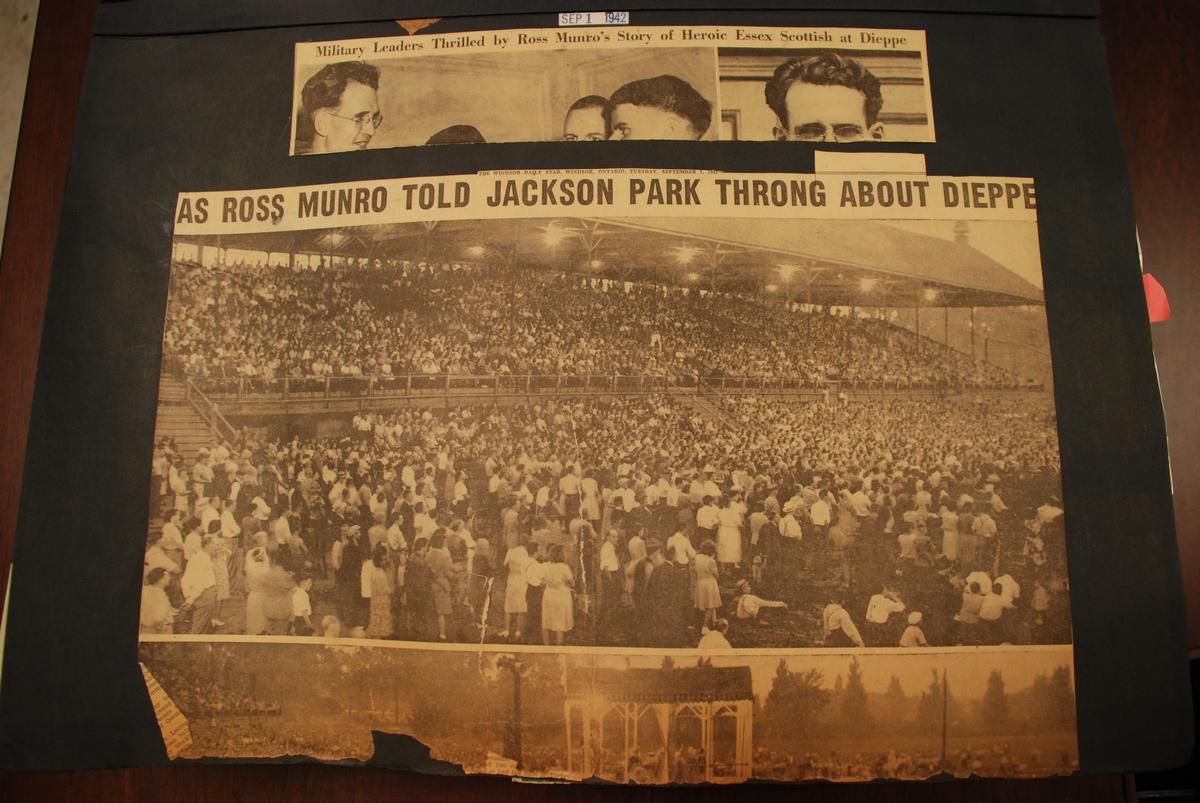 SEP 1 1942
Military Leaders Thrilled by Ross Munro's Story of Heroic Essex Scottish at Dieppe
THE WINDSOR DAILY STAR, WINDSOR, ONTARIO, TUESDAY, SEPTEMBER 1, 1942
AS ROSS MUNRO TOLD JACKSON PARK THRONG ABOUT DIEPPE